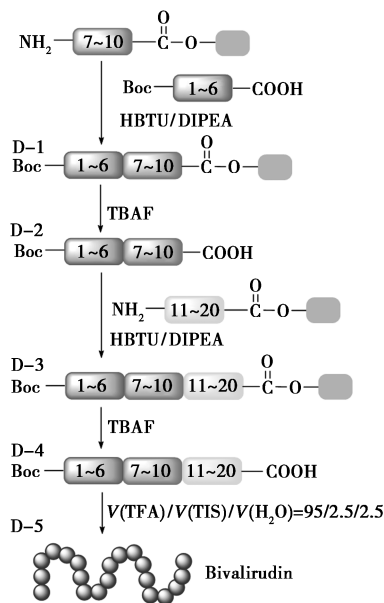 NH₂ 7~10 C O O
Boc 1~6 COOH
HBTU/DIPEA
D-1
Boc 1~6 7~10 C O O
TBAF
D-2
Boc 1~6 7~10 COOH
NH₂ 11~20 C O O
HBTU/DIPEA
D-3
Boc 1~6 7~10 11~20 C O O
TBAF
D-4
Boc 1~6 7~10 11~20 COOH
V(TFA)/V(TIS)/V(H₂O)=95/2.5/2.5
D-5
Bivalirudin